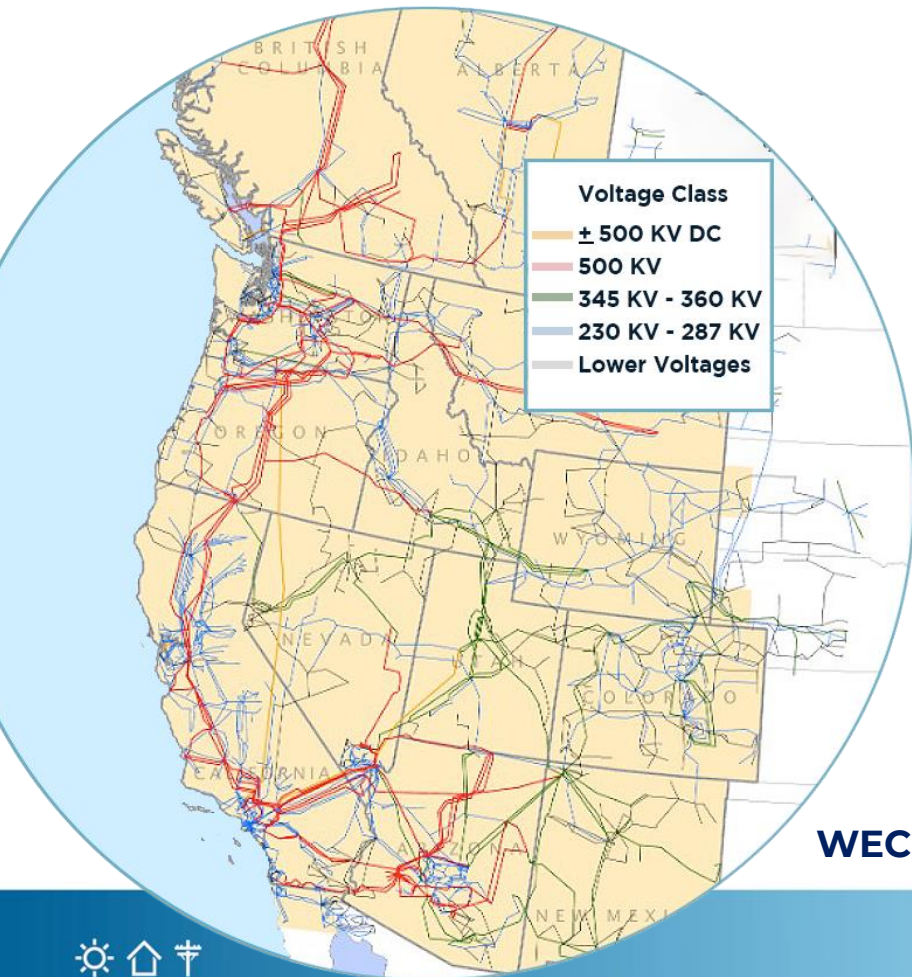 BRITISH
COLUMBIA
ALBERTA
Voltage Class
± 500 KV DC
500 KV
345 KV - 360 KV
230 KV - 287 KV
Lower Voltages
OREGON
IDAHO
WYOMING
NEVADA
UTAH
COLORADO
CALIFORNIA
ARIZONA
WEC
NEW MEXI